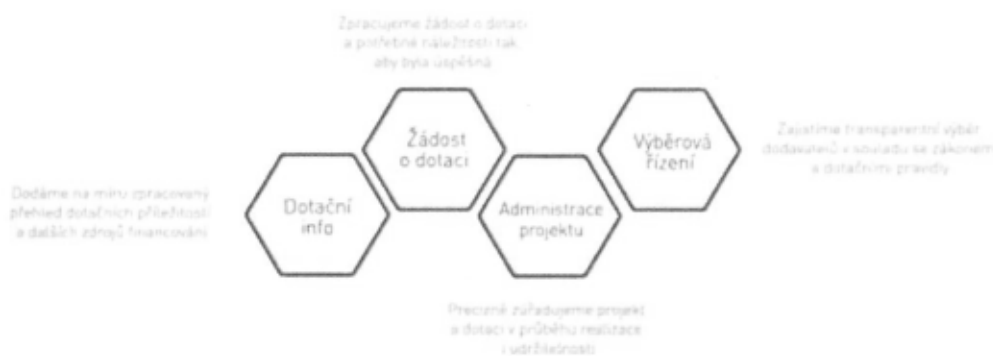 Zpracujeme žádost o dotaci
a potřebné náležitosti tak,
aby byla úspěšná
Žádost
o dotaci
Výběrová
řízení
Zajistíme transparentní výběr
dodavatelů v souladu se zákonem
a dotačními pravidly
Dodáme na míru zpracovaný
přehled dotačních příležitostí
a dalších zdrojů financování
Dotační
info
Administrace
projektu
Precizně zúřadujeme projekt
a dotaci v průběhu realizace
i udržitelnosti